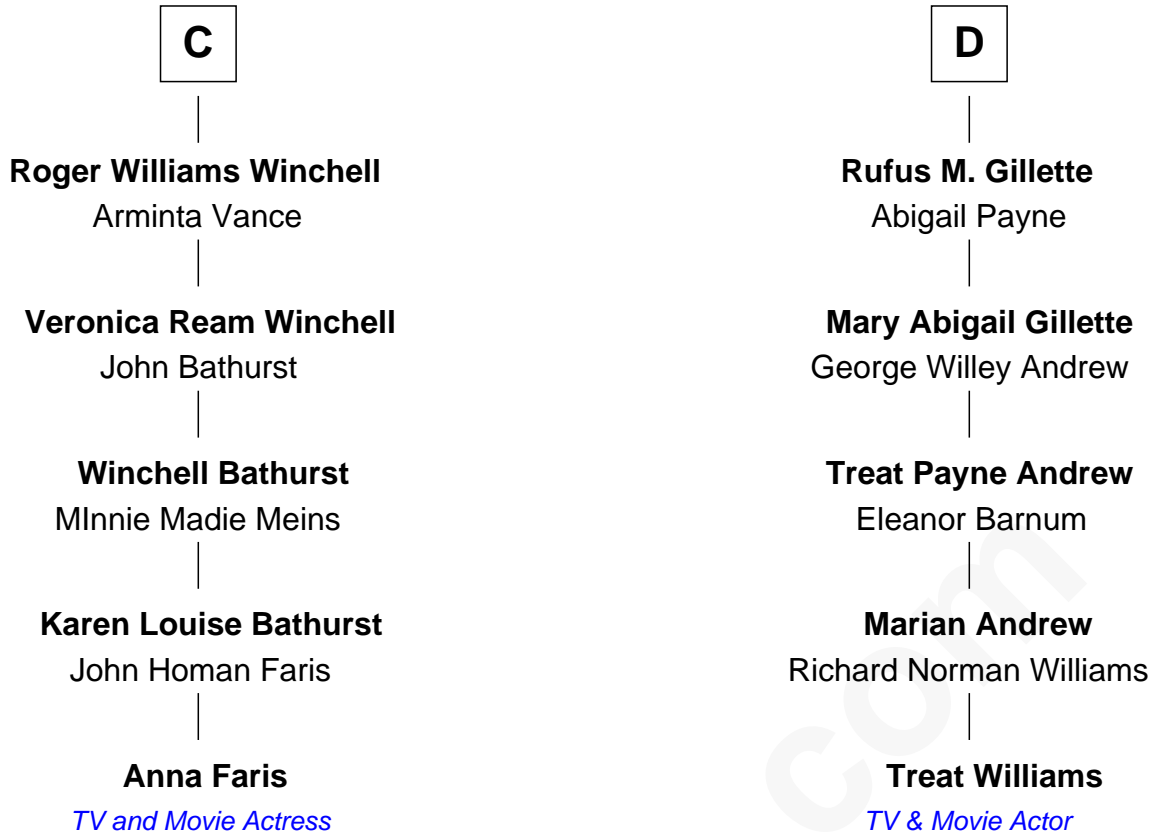 C
Roger Williams Winchell
Arminta Vance
Veronica Ream Winchell
John Bathurst
Winchell Bathurst
MInnie Madie Meins
Karen Louise Bathurst
John Homan Faris
Anna Faris
TV and Movie Actress
D
Rufus M. Gillette
Abigail Payne
Mary Abigail Gillette
George Willey Andrew
Treat Payne Andrew
Eleanor Barnum
Marian Andrew
Richard Norman Williams
Treat Williams
TV & Movie Actor
com